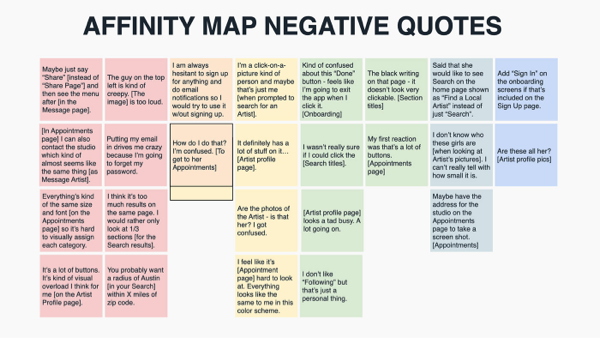 AFFINITY MAP NEGATIVE QUOTES
Maybe just say
“Share” [instead of
“Share Page”] and
then see the menu
after [in the
Message page].
The guy on the top
left is kind of
creepy. [The
image] is too loud.
I am always
hesitant to sign up
for anything and
do email
notifications so I
would try to use it
w/out signing up.
I'm a click-on-a-
picture kind of
person and maybe
that's just me
[when prompted to
search for an
Artist].
Kind of confused
about this “Done”
button - feels like
I'm going to exit
the app when I
click it.
[Onboarding]
The black writing
on that page - it
doesn't look very
clickable. [Section
titles]
Said that she
would like to see
Search on the
home page shown
as “Find a Local
Artist” instead of
just “Search”.
Add “Sign In” on
the onboarding
screens if that's
included on the
Sign Up page.
[In Appointments
page] I can also
contact the studio
which kind of
almost seems like
the same thing [as
Message Artist].
Putting my email
in drives me crazy
because I'm going
to forget my
password.
How do I do that?
I'm confused. [To
get to her
Appointments]
It definitely has a
lot of stuff on it...
[Artist profile
page].
I wasn't really sure
if I could click the
[Search titles].
My first reaction
was that's a lot of
buttons.
[Appointments
page]
I don't know who
these girls are
[when looking at
Artist's pictures]. I
can't really tell with
how small it is.
Are these all her?
[Artist profile pics]
Everything's kind
of the same size
and font [on the
Appointments
page] so it's hard
to visually assign
each category.
I think it's too
much results on
the same page. I
would rather only
look at 1/3
sections [for the
Search results].
Are the photos of
the Artist - is that
her? I got
confused.
[Artist profile page]
looks a tad busy. A
lot going on.
Maybe have the
address for the
studio on the
Appointments
page to take a
screen shot.
[Appointments]
It's a lot of buttons.
It's kind of visual
overload I think for
me [on the Artist
Profile page].
You probably want
a radius of Austin
[in your Search]
within X miles of
zip code.
I feel like it's
[Appointment
page] hard to look
at. Everything
looks like the
same to me in this
color scheme.
I don't like
“Following” but
that's just a
personal thing.